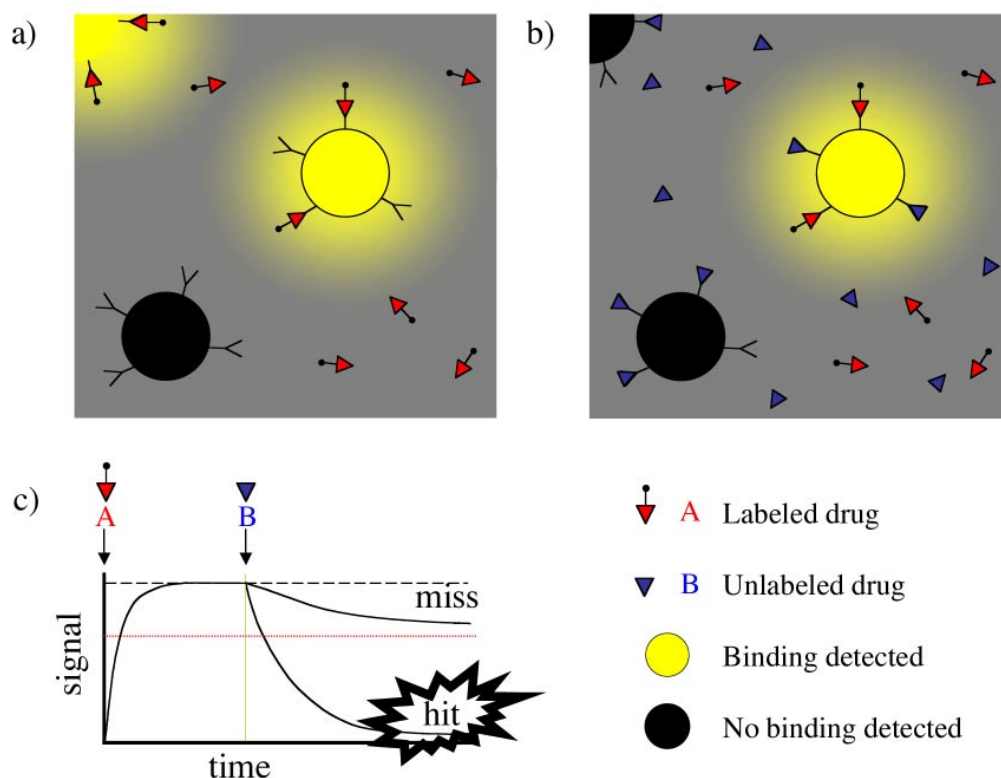 a)
b)
c)
A
B
signal
time
miss
hit
A Labeled drug
B Unlabeled drug
Binding detected
No binding detected